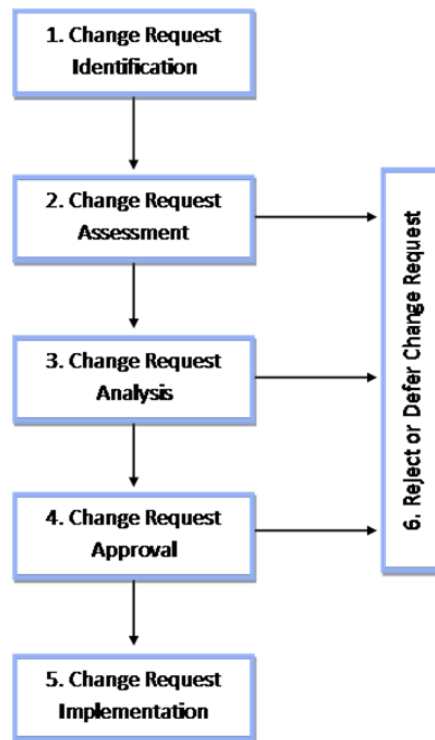 1. Change Request
Identification
2. Change Request
Assessment
3. Change Request
Analysis
4. Change Request
Approval
5. Change Request
Implementation
6. Reject or Defer Change Request